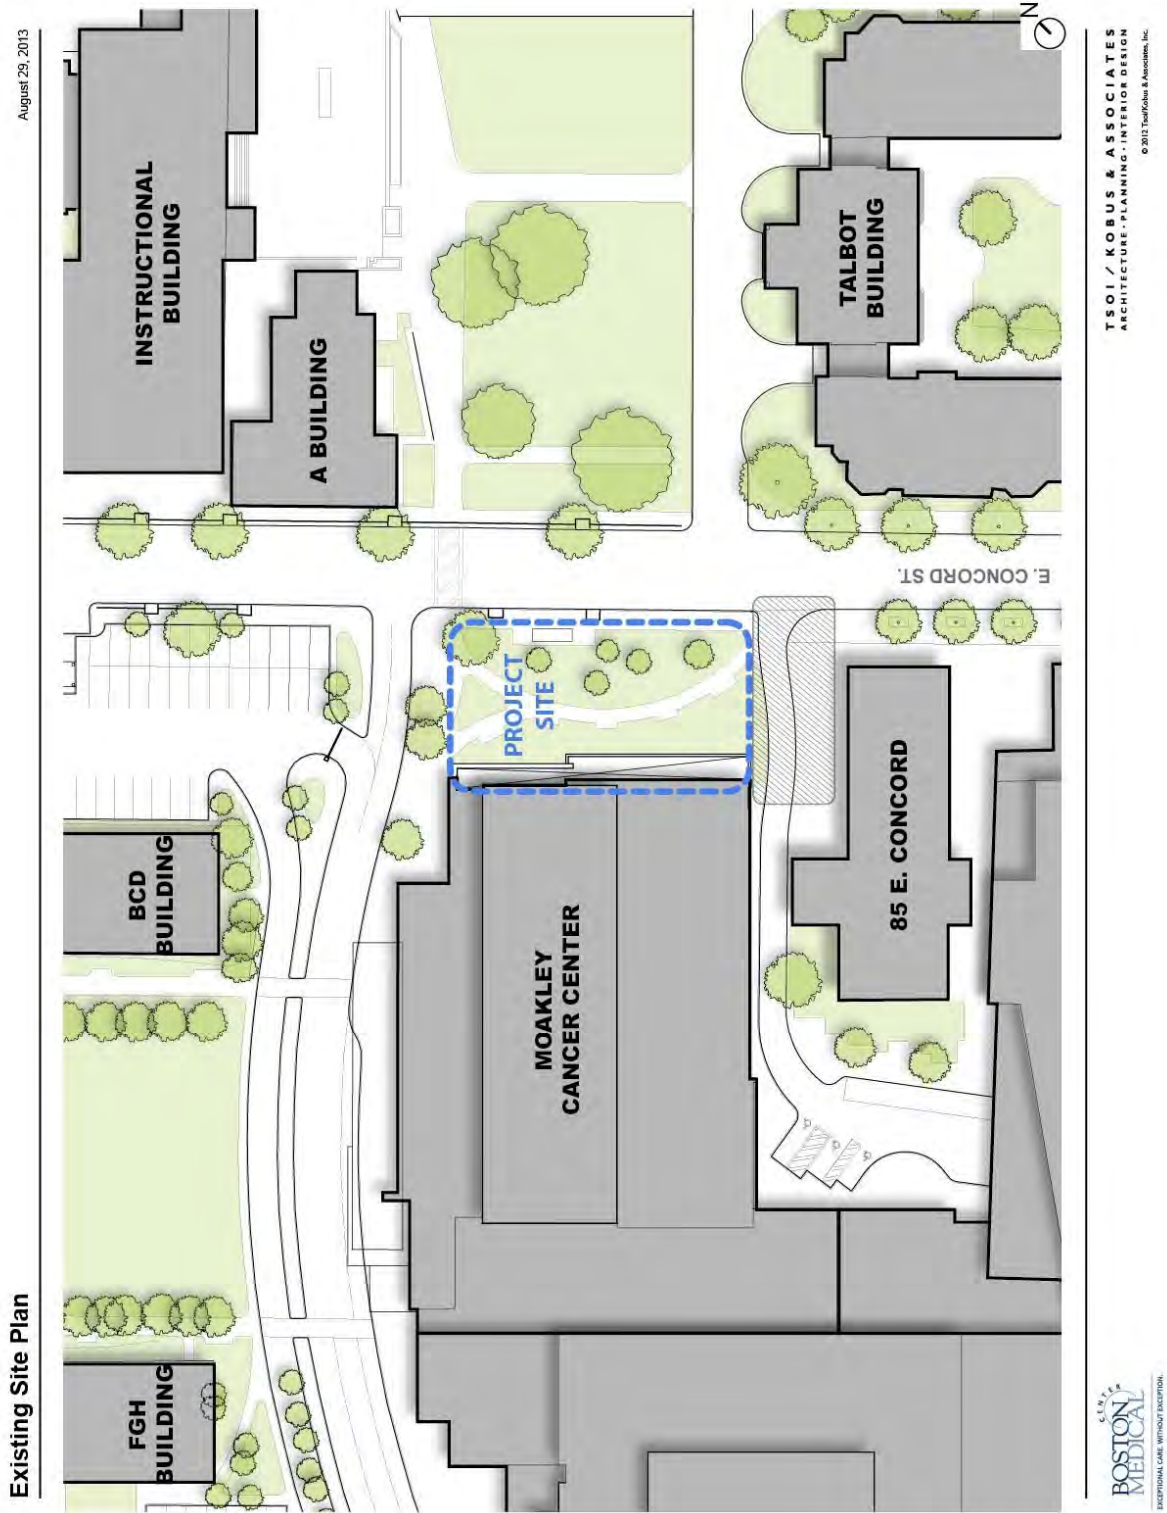 Existing Site Plan
August 29, 2013
FGH
BUILDING
BCD
BUILDING
INSTRUCTIONAL
BUILDING
A BUILDING
MOAKLEY
CANCER CENTER
PROJECT
SITE
85 E. CONCORD
TALBOT
BUILDING
E. CONCORD ST.
N
BOSTON
MEDICAL
CENTER
EXCEPTIONAL CARE. WITHOUT EXCEPTION.
TSOI / KOBUS & ASSOCIATES
ARCHITECTURE · PLANNING · INTERIOR DESIGN
© 2012 Tsoi/Kobus & Associates, Inc.